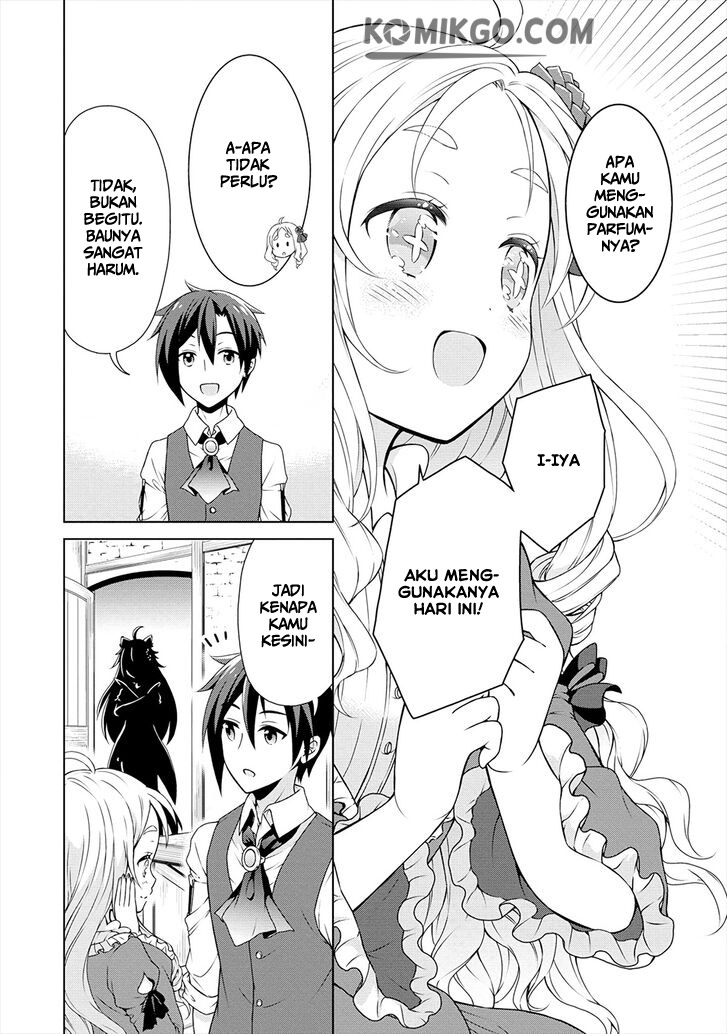 KOMIKGO.COM
APA
KAMU
MENG-
GUNAKAN
PARFUM-
NYA?
I-IYA
AKU MENG-
GUNAKANYA
HARI INI!
A-APA
TIDAK
PERLU?
TIDAK,
BUKAN
BEGITU.
BAUNYA
SANGAT
HARUM.
JADI
KENAPA
KAMU
KESINI-